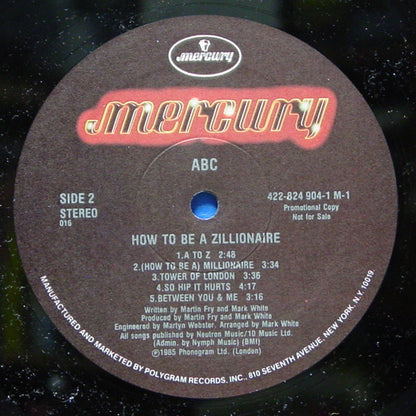 mercury
mercury
ABC
SIDE 2
STEREO
016
422-824 904-1 M-1
Promotional Copy
Not for Sale
HOW TO BE A ZILLIONAIRE
1.A TO Z 2:48
2.(HOW TO BE A) MILLIONAIRE 3:34
3.TOWER OF LONDON 3:36
4.SO HIP IT HURTS 4:17
5.BETWEEN YOU & ME 3:16
Written by Martin Fry and Mark White
Produced by Martin Fry and Mark White
Engineered by Martyn Webster. Arranged by Mark White
All songs published by Neutron Music/10 Music Ltd.
(Admin. by Nymph Music) (BMI)
Ⓟ1985 Phonogram Ltd. (London)
MANUFACTURED AND MARKETED BY POLYGRAM RECORDS, INC., 810 SEVENTH AVENUE, NEW YORK, N.Y. 10019